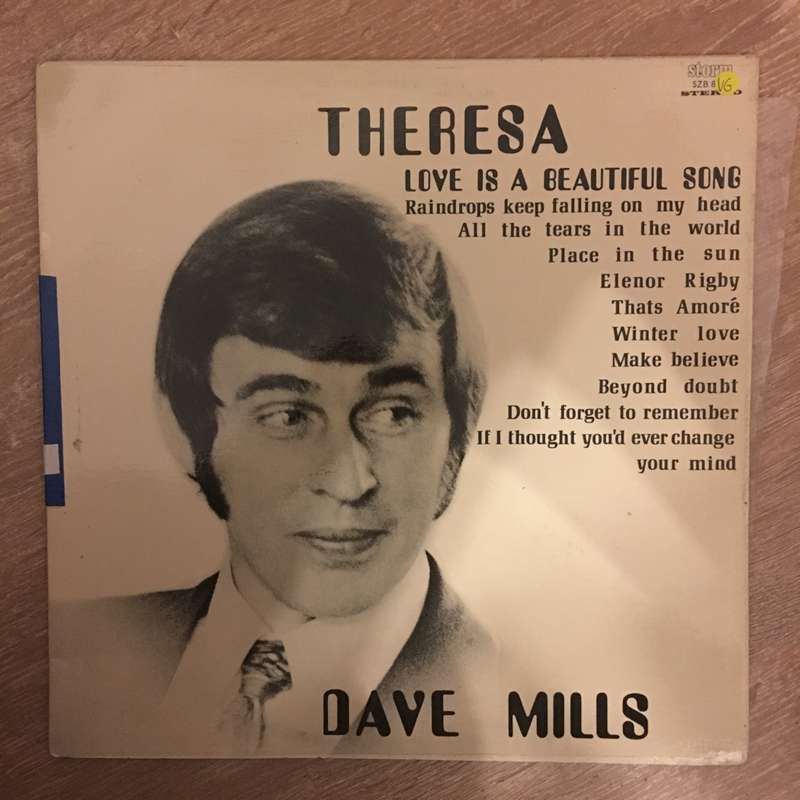 storm
SZB 8
VG
STEREO
THERESA
LOVE IS A BEAUTIFUL SONG
Raindrops keep falling on my head
All the tears in the world
Place in the sun
Elenor Rigby
Thats Amoré
Winter love
Make believe
Beyond doubt
Don't forget to remember
If I thought you'd ever change
your mind
DAVE MILLS